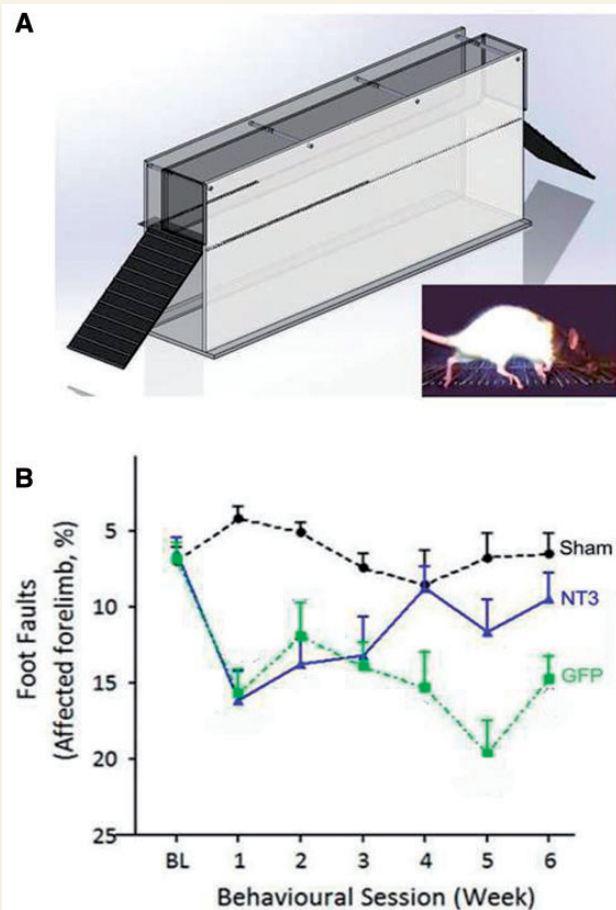 A
B
Foot Faults
(Affected forelimb, %)
5
10
15
20
25
Sham
NT3
GFP
BL 1 2 3 4 5 6
Behavioural Session (Week)